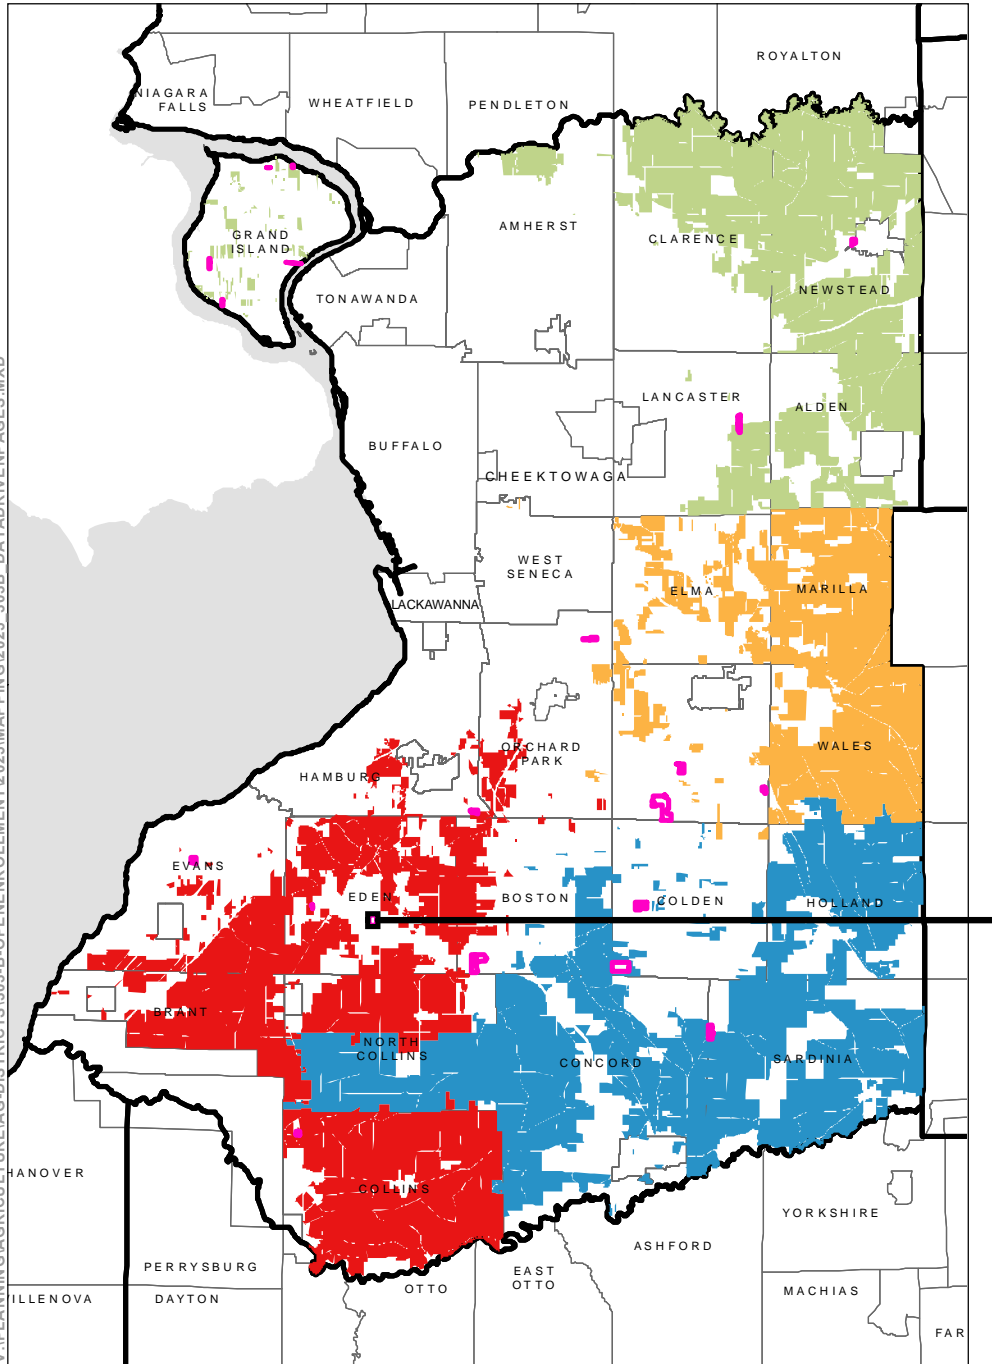 ROYALTON
NIAGARA
FALLS
WHEATFIELD
PENDLETON
GRAND
ISLAND
AMHERST
CLARENCE
NEWSTEAD
TONAWANDA
LANCASTER
ALDEN
BUFFALO
CHEEKTOWAGA
WEST
SENECA
ELMA
MARILLA
LACKAWANNA
ORCHARD
PARK
WALES
HAMBURG
EVANS
EDEN
BOSTON
COLDEN
HOLLAND
BRANT
NORTH
COLLINS
CONCORD
SARDINIA
HANOVER
COLLINS
YORKSHIRE
ASHFORD
PERRYSBURG
EAST
OTTO
OTTO
MACHIAS
ILLENOVA
DAYTON
FAR